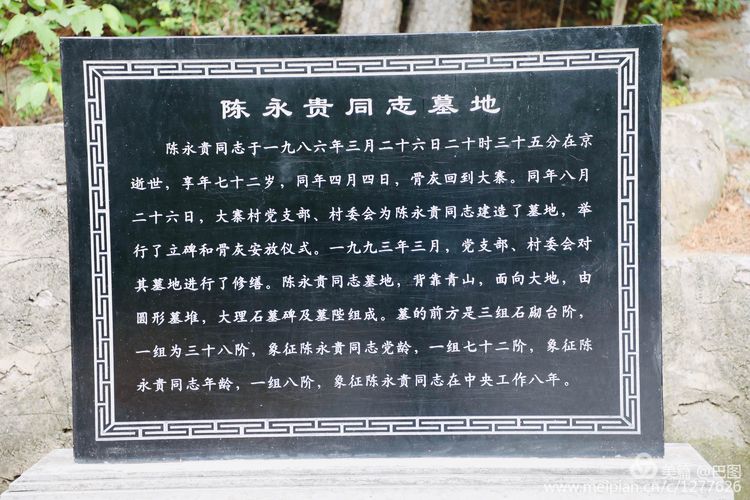 陈永贵同志墓地
陈永贵同志于一九八六年三月二十六日二十时三十五分在京
逝世，享年七十二岁，同年四月四日，骨灰回到大寨。同年八月
二十六日，大寨村党支部、村委会为陈永贵同志建造了墓地，举
行了立碑和骨灰安放仪式。一九九三年三月，党支部、村委会对
其墓地进行了修缮。陈永贵同志墓地，背靠青山，面向大地，由
圆形墓堆，大理石墓碑及墓陛组成。墓的前方是三组石砌台阶，
一组为三十八阶，象征陈永贵同志党龄，一组七十二阶，象征陈
永贵同志年龄，一组八阶，象征陈永贵同志在中央工作八年。
美篇 @巴图
www.meipian.cn/c/1277626